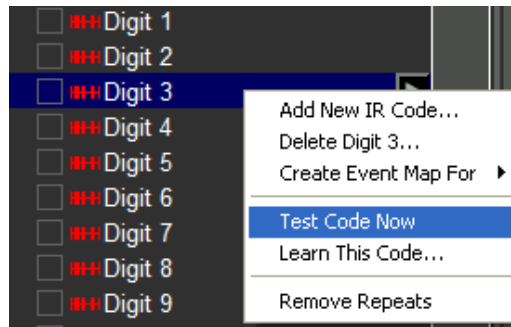 Digit 1
Digit 2
Digit 3
Digit 4
Digit 5
Digit 6
Digit 7
Digit 8
Digit 9
Add New IR Code...
Delete Digit 3...
Create Event Map For
Test Code Now
Learn This Code...
Remove Repeats